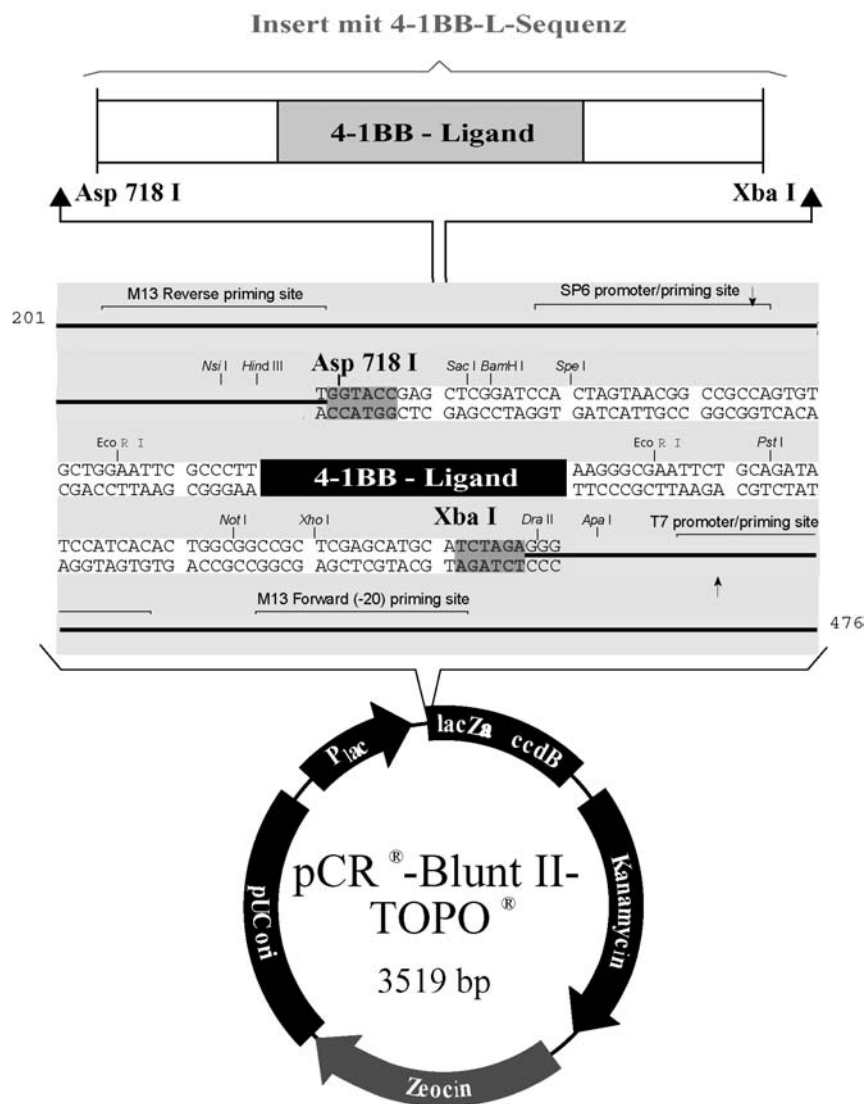 Insert mit 4-1BB-L-Sequenz
4-1BB - Ligand
Asp 718 I
Xba I
M13 Reverse priming site
SP6 promoter/priming site
201
Nsi I
Hind III
Asp 718 I
Sac I
BamH I
Spe I
TGGTACCGAG CTCGGATCCA CTAGTAACGG CCGCCAGTGT
ACCATGGCTC GAGCCTAGGT GATCATTGCC GGCGGTCACA
Eco R I
Eco R I
Pst I
GCTGGAATTC GCCCTT 4-1BB - Ligand AAGGGCGAATTCT GCAGATA
CGACCTTAAG CGGGAA TTCCCGCTTAAGA CGTCTAT
Not I
Xho I
Xba I
Dra II
Apa I
T7 promoter/priming site
TCCATCACAC TGGCGGCCGC TCGAGCATGC ATCTAGAGGG
AGGTAGTGTG ACCGCCGGCG AGCTCGTACG TAGATCTCCC
M13 Forward (-20) priming site
476
Plac
lacZa
ccdB
Kanamycin
Zeocin
pUCori
pCR ®-Blunt II-
TOPO ®
3519 bp